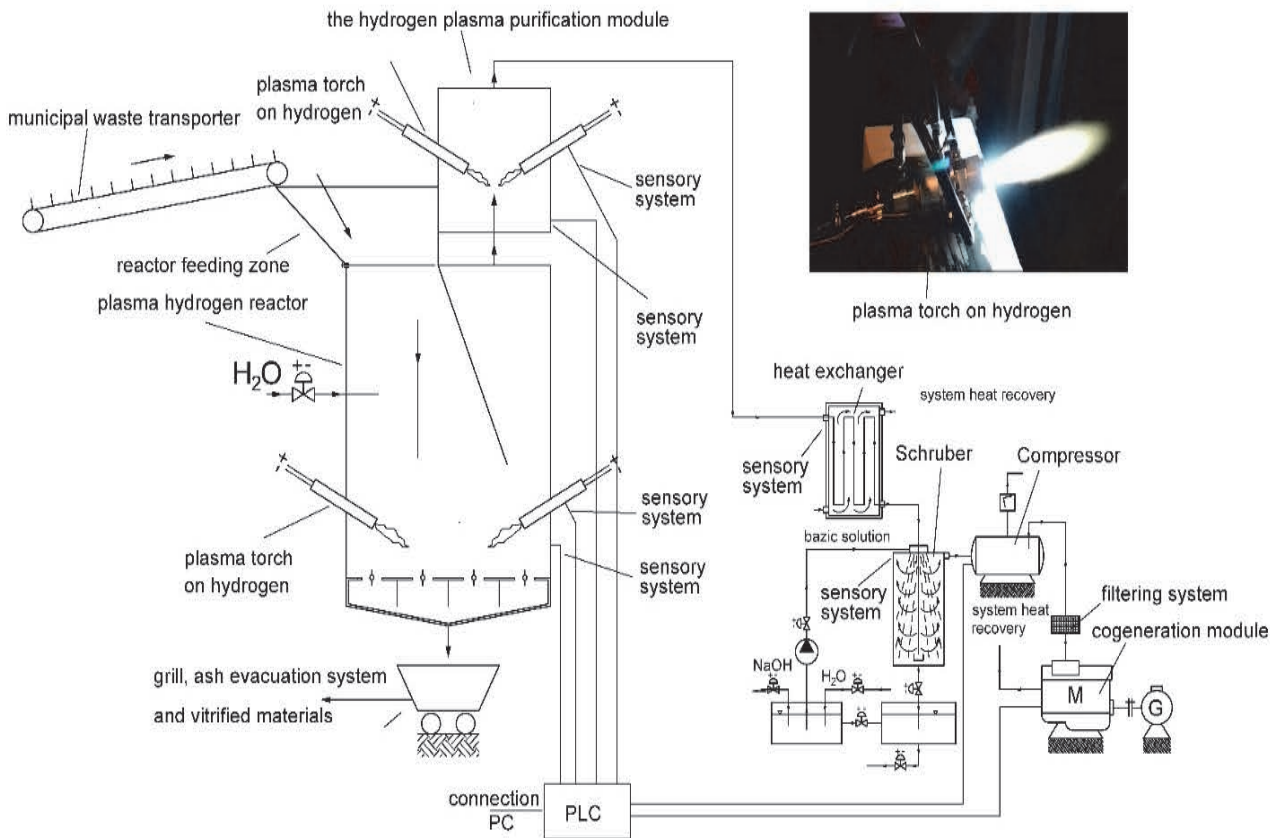 the hydrogen plasma purification module
plasma torch
on hydrogen
municipal waste transporter
sensory
system
reactor feeding zone
plasma hydrogen reactor
sensory
system
plasma torch on hydrogen
H₂O
+-
heat exchanger
system heat recovery
sensory
system
Schruber
Compressor
sensory
system
bazic solution
plasma torch
on hydrogen
sensory
system
sensory
system
system heat
recovery
filtering system
cogeneration module
NaOH
H₂O
M
G
grill, ash evacuation system
and vitrified materials
connection
PC
PLC